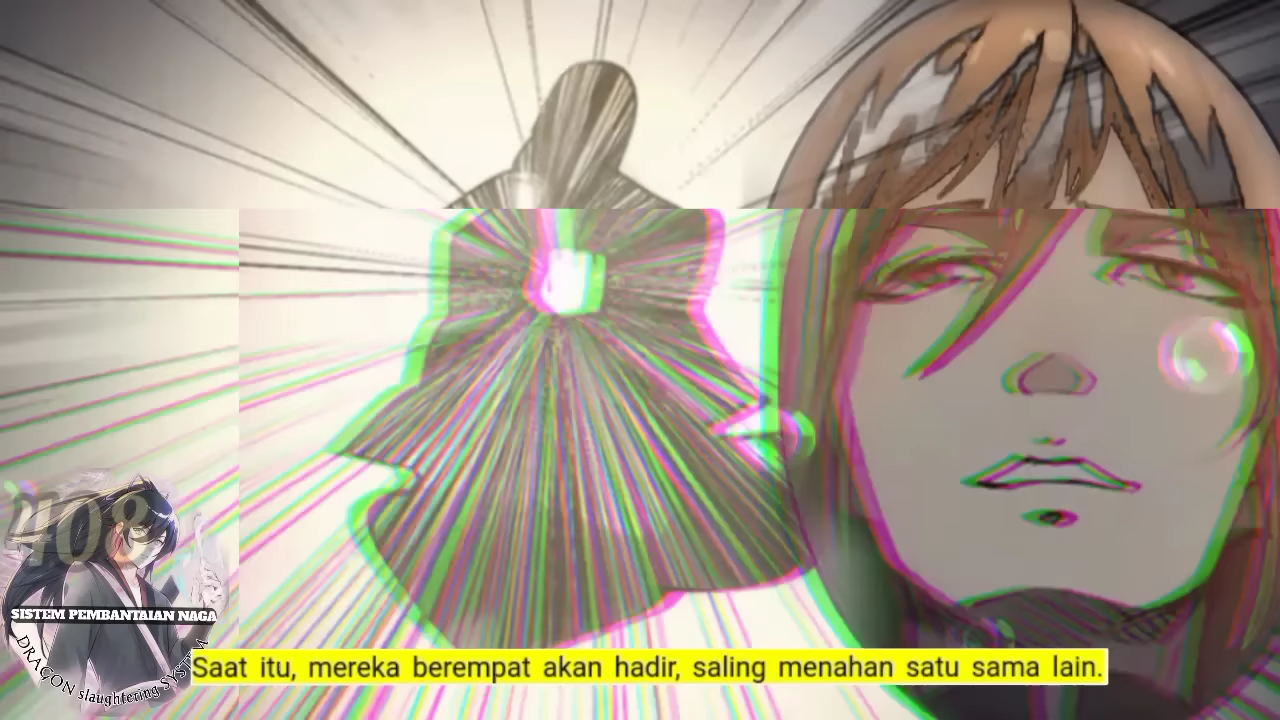 408
SISTEM PEMBANTAIAN NAGA
DRAGON slaughtering SYSTEM
Saat itu, mereka berempat akan hadir, saling menahan satu sama lain.